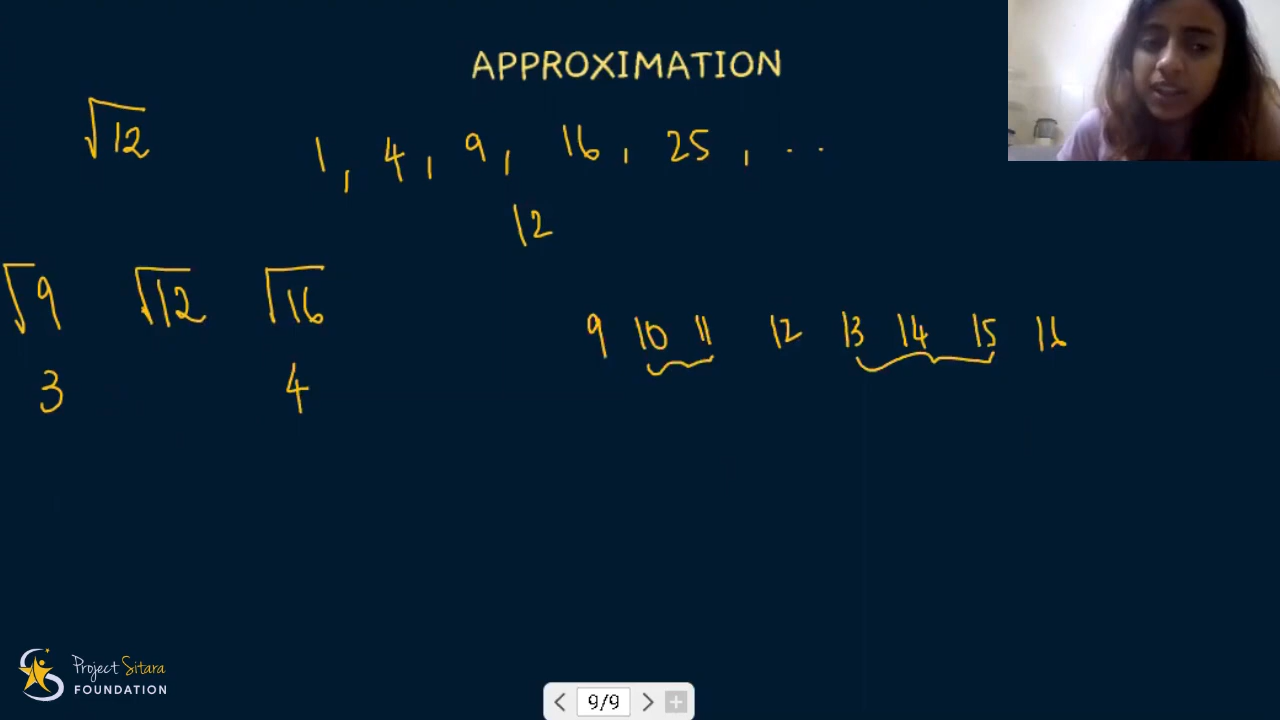 APPROXIMATION
√12
1, 4, 9, 16, 25, ..
12
√9 √12 √16
9 10 11 12 13 14 15 16
3 4
Project Sitara
FOUNDATION
9/9